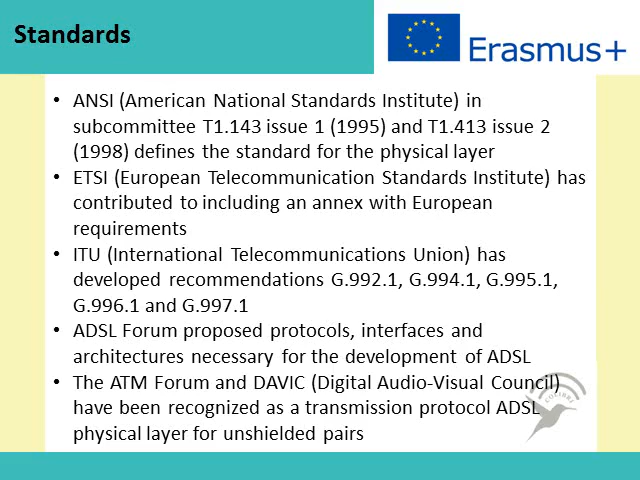 Standards
Erasmus+
• ANSI (American National Standards Institute) in
subcommittee T1.143 issue 1 (1995) and T1.413 issue 2
(1998) defines the standard for the physical layer
• ETSI (European Telecommunication Standards Institute) has
contributed to including an annex with European
requirements
• ITU (International Telecommunications Union) has
developed recommendations G.992.1, G.994.1, G.995.1,
G.996.1 and G.997.1
• ADSL Forum proposed protocols, interfaces and
architectures necessary for the development of ADSL
• The ATM Forum and DAVIC (Digital Audio-Visual Council)
have been recognized as a transmission protocol ADSL
physical layer for unshielded pairs
COLIBRI